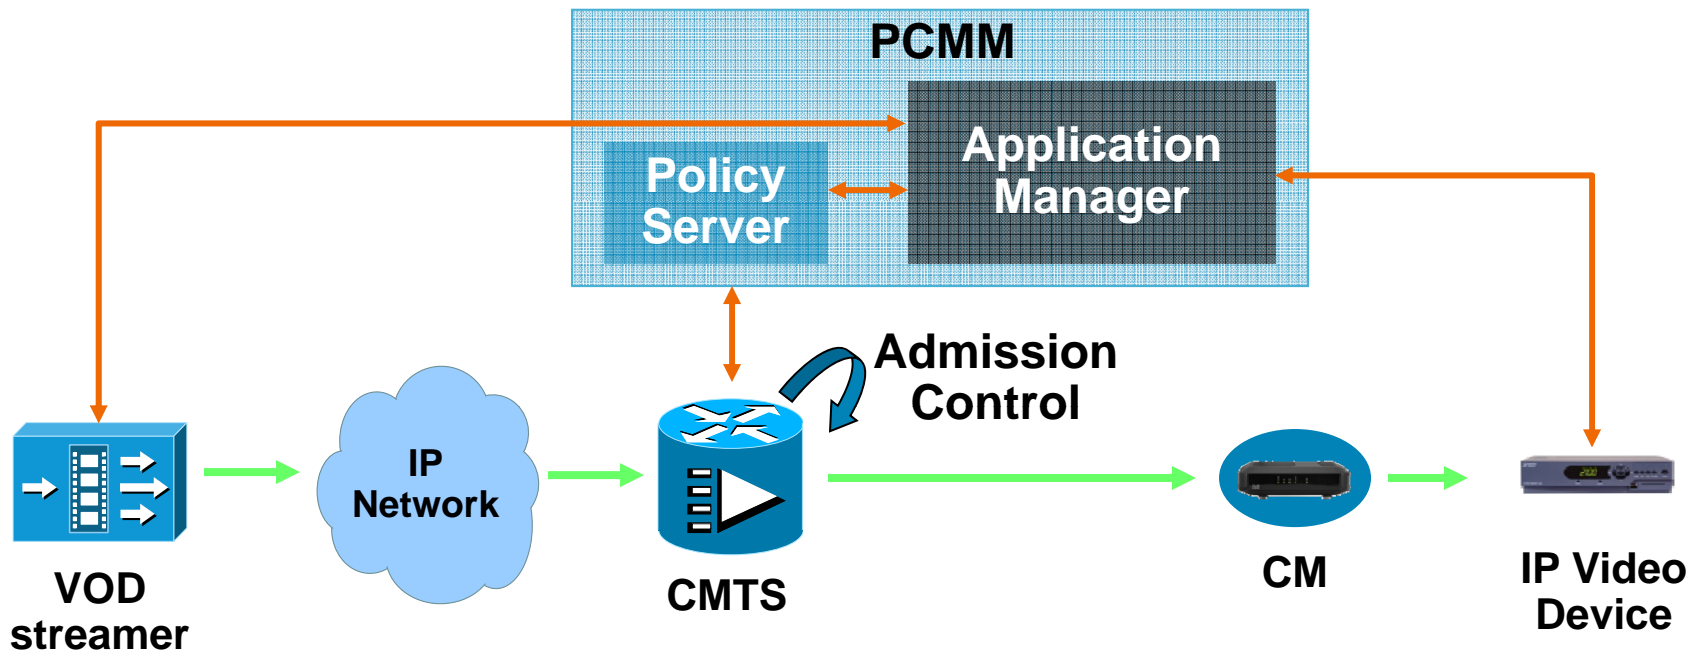 PCMM
Application
Manager
Policy
Server
Admission
Control
IP
Network
VOD
streamer
CMTS
CM
IP Video
Device